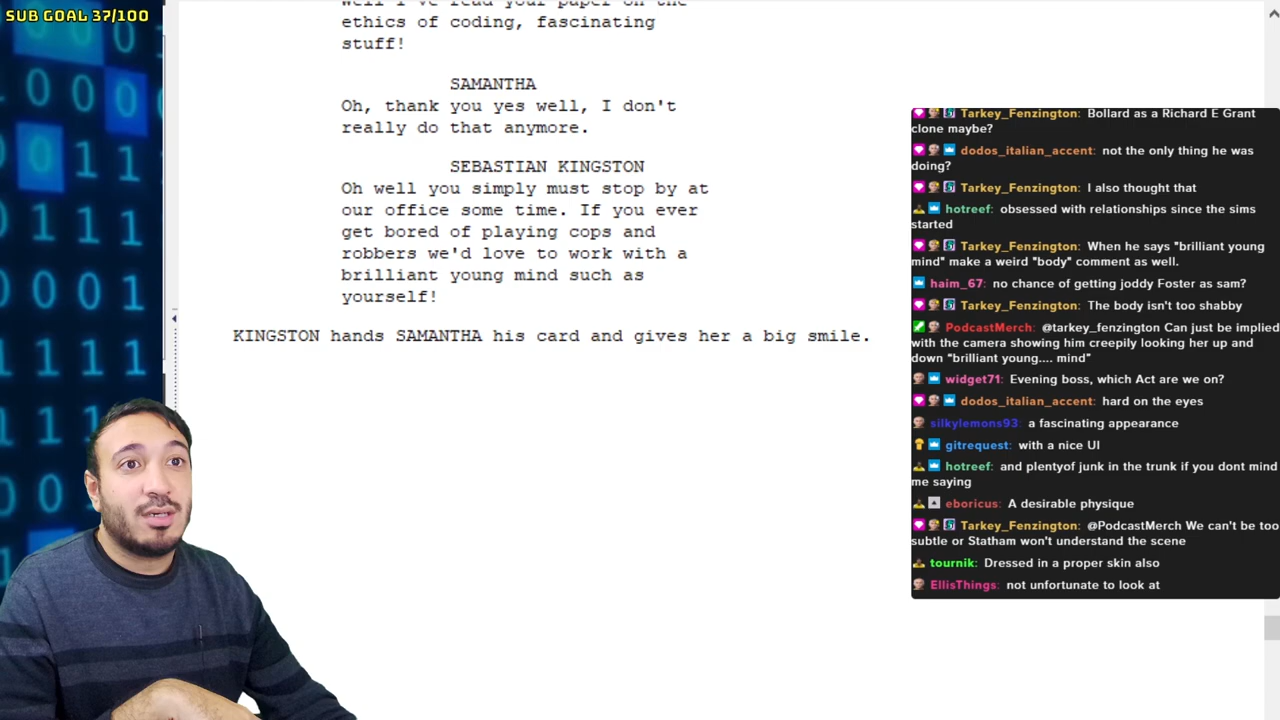 SUB GOAL 37/100
well I've read your paper on the
ethics of coding, fascinating
stuff!
SAMANTHA
Oh, thank you yes well, I don't
really do that anymore.
SEBASTIAN KINGSTON
Oh well you simply must stop by at
our office some time. If you ever
get bored of playing cops and
robbers we'd love to work with a
brilliant young mind such as
yourself!
KINGSTON hands SAMANTHA his card and gives her a big smile.
Tarkey_Fenzington: Bollard as a Richard E Grant
clone maybe?
dodos_italian_accent: not the only thing he was
doing?
Tarkey_Fenzington: I also thought that
hotreef: obsessed with relationships since the sims
started
Tarkey_Fenzington: When he says "brilliant young
mind" make a weird "body" comment as well.
haim_67: no chance of getting joddy Foster as sam?
Tarkey_Fenzington: The body isn't too shabby
PodcastMerch: @tarkey_fenzington Can just be implied
with the camera showing him creepily looking her up and
down "brilliant young.... mind"
widget71: Evening boss, which Act are we on?
dodos_italian_accent: hard on the eyes
silkylemons93: a fascinating appearance
gitrequest: with a nice UI
hotreef: and plentyof junk in the trunk if you dont mind
me saying
eboricus: A desirable physique
Tarkey_Fenzington: @PodcastMerch We can't be too
subtle or Statham won't understand the scene
tournik: Dressed in a proper skin also
EllisThings: not unfortunate to look at